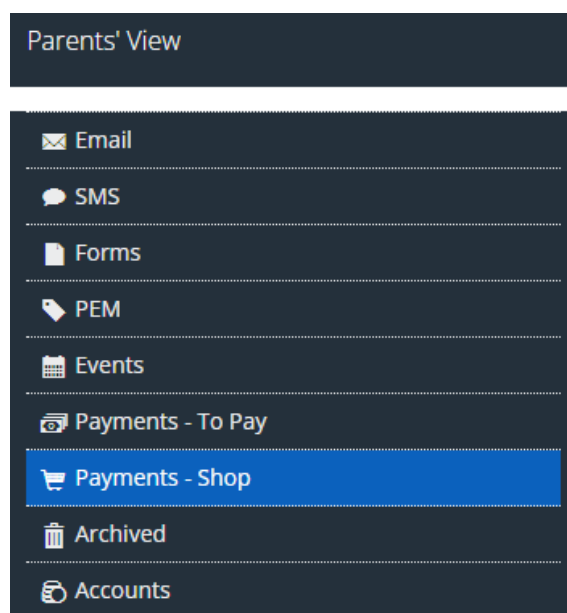 Parents' View
Email
SMS
Forms
PEM
Events
Payments - To Pay
Payments - Shop
Archived
Accounts